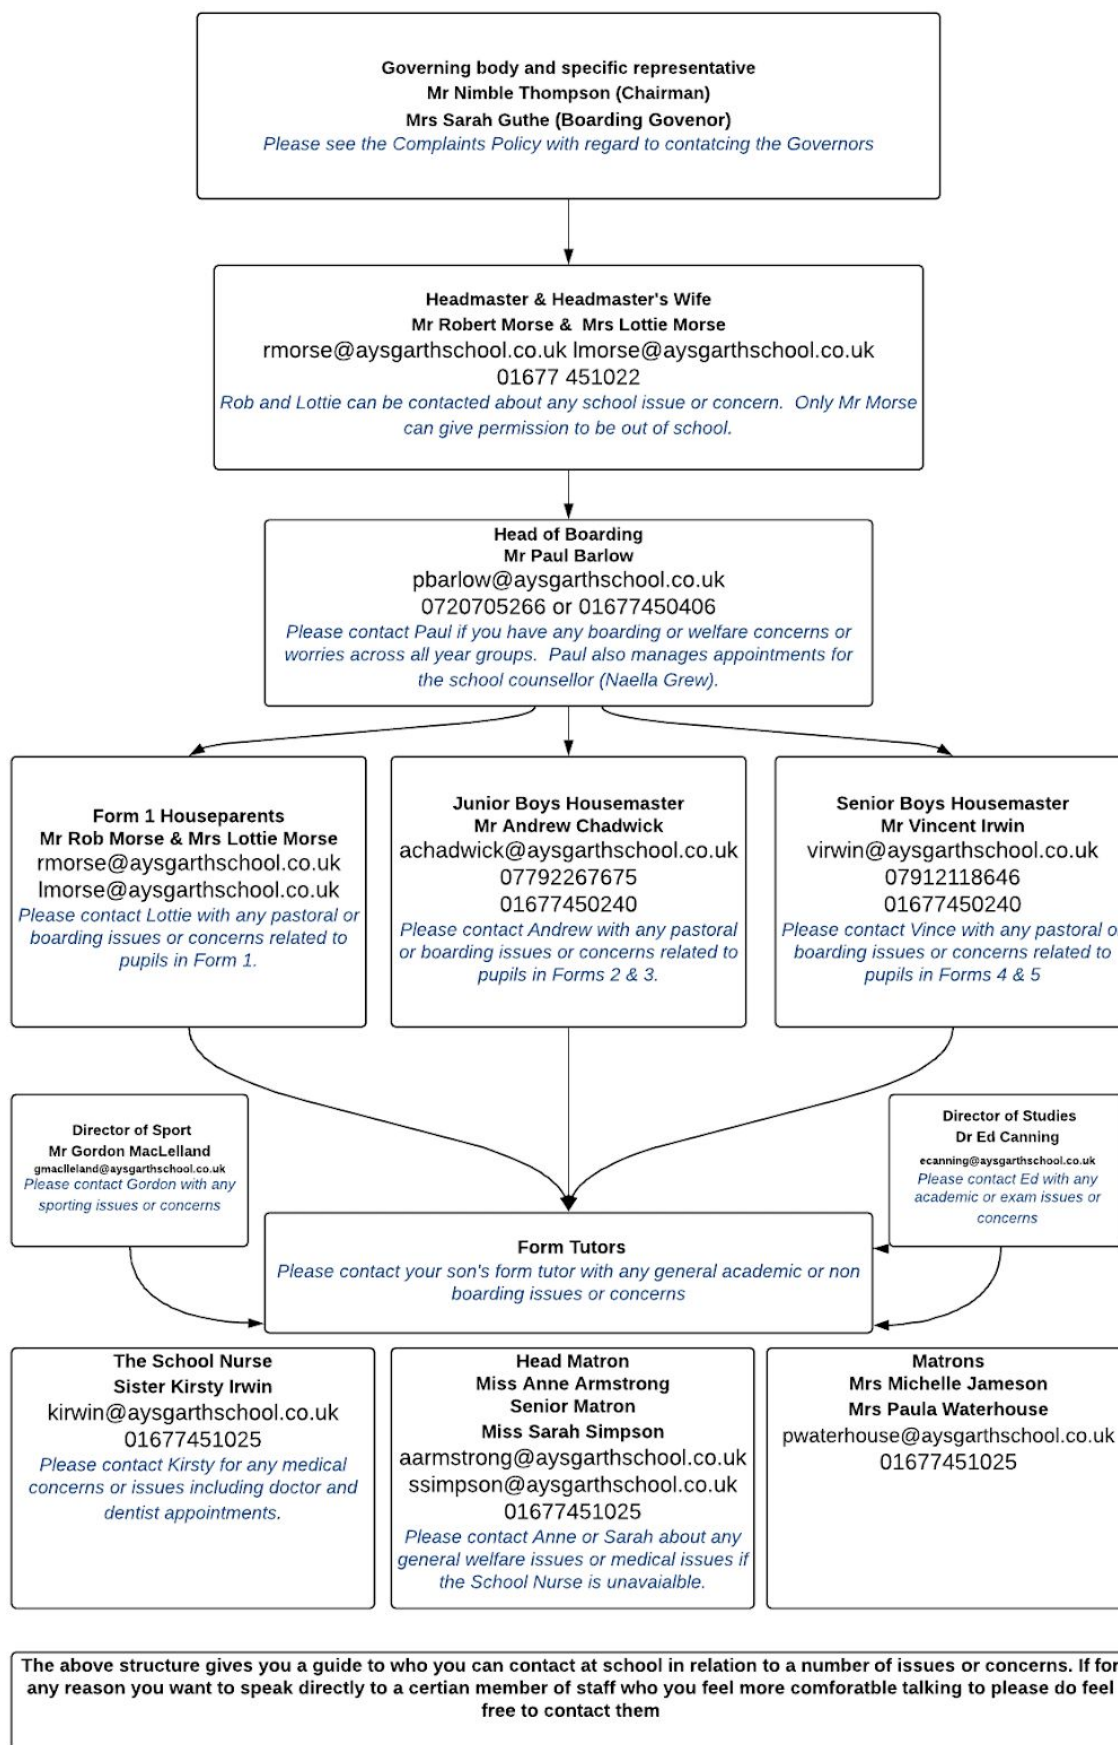 Governing body and specific representative
Mr Nimble Thompson (Chairman)
Mrs Sarah Guthe (Boarding Govenor)
Please see the Complaints Policy with regard to contatcing the Governors
Headmaster & Headmaster's Wife
Mr Robert Morse & Mrs Lottie Morse
rmorse@aysgarthschool.co.uk lmorse@aysgarthschool.co.uk
01677 451022
Rob and Lottie can be contacted about any school issue or concern. Only Mr Morse
can give permission to be out of school.
Head of Boarding
Mr Paul Barlow
pbarlow@aysgarthschool.co.uk
0720705266 or 01677450406
Please contact Paul if you have any boarding or welfare concerns or
worries across all year groups. Paul also manages appointments for
the school counsellor (Naella Grew).
Form 1 Houseparents
Mr Rob Morse & Mrs Lottie Morse
rmorse@aysgarthschool.co.uk
lmorse@aysgarthschool.co.uk
Please contact Lottie with any pastoral or
boarding issues or concerns related to
pupils in Form 1.
Junior Boys Housemaster
Mr Andrew Chadwick
achadwick@aysgarthschool.co.uk
07792267675
01677450240
Please contact Andrew with any pastoral
or boarding issues or concerns related to
pupils in Forms 2 & 3.
Senior Boys Housemaster
Mr Vincent Irwin
virwin@aysgarthschool.co.uk
07912118646
01677450240
Please contact Vince with any pastoral or
boarding issues or concerns related to
pupils in Forms 4 & 5
Director of Sport
Mr Gordon MacLelland
gmaclleland@aysgarthschool.co.uk
Please contact Gordon with any
sporting issues or concerns
Director of Studies
Dr Ed Canning
ecanning@aysgarthschool.co.uk
Please contact Ed with any
academic or exam issues or
concerns
Form Tutors
Please contact your son's form tutor with any general academic or non
boarding issues or concerns
The School Nurse
Sister Kirsty Irwin
kirwin@aysgarthschool.co.uk
01677451025
Please contact Kirsty for any medical
concerns or issues including doctor and
dentist appointments.
Head Matron
Miss Anne Armstrong
Senior Matron
Miss Sarah Simpson
aarmstrong@aysgarthschool.co.uk
ssimpson@aysgarthschool.co.uk
01677451025
Please contact Anne or Sarah about any
general welfare issues or medical issues if
the School Nurse is unavaialble.
Matrons
Mrs Michelle Jameson
Mrs Paula Waterhouse
pwaterhouse@aysgarthschool.co.uk
01677451025
The above structure gives you a guide to who you can contact at school in relation to a number of issues or concerns. If for
any reason you want to speak directly to a certian member of staff who you feel more comforatble talking to please do feel
free to contact them